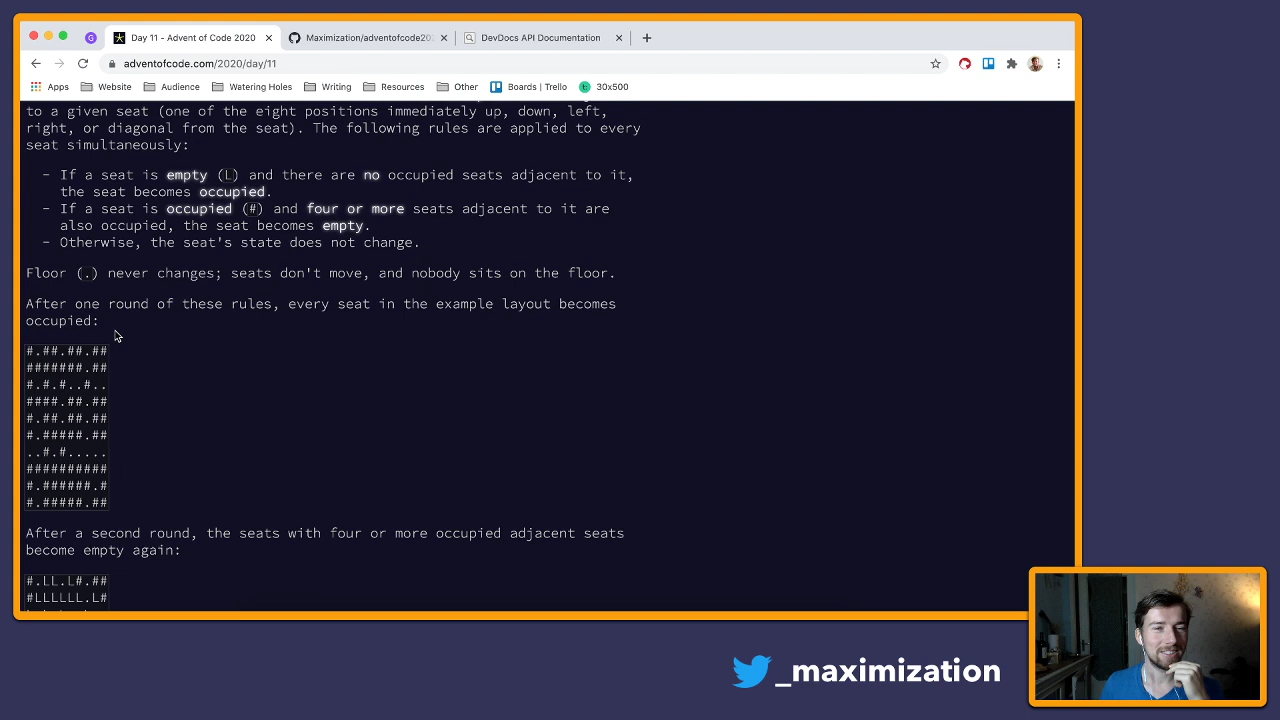 Day 11 - Advent of Code 2020
Maximization/adventofcode202
DevDocs API Documentation
adventofcode.com/2020/day/11
Apps Website Audience Watering Holes Writing Resources Other Boards | Trello 30x500
to a given seat (one of the eight positions immediately up, down, left,
right, or diagonal from the seat). The following rules are applied to every
seat simultaneously:
- If a seat is empty (L) and there are no occupied seats adjacent to it,
the seat becomes occupied.
- If a seat is occupied (#) and four or more seats adjacent to it are
also occupied, the seat becomes empty.
- Otherwise, the seat's state does not change.
Floor (.) never changes; seats don't move, and nobody sits on the floor.
After one round of these rules, every seat in the example layout becomes
occupied:
#.##.##.##
#######.##
#.#.#..#..
####.##.##
#.##.##.##
#.#####.##
..#.#.....
##########
#.######.#
#.#####.##
After a second round, the seats with four or more occupied adjacent seats
become empty again:
#.LL.L#.##
#LLLLLL.L#
_maximization